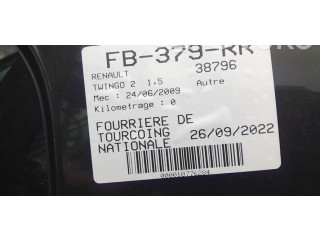 FB-379-RR
RENAULT 38796
TWINGO 2 1.5 Autre
Mec : 24/06/2009
Kilometrage : 0
FOURRIERE DE
TOURCOING 26/09/2022
NATIONALE